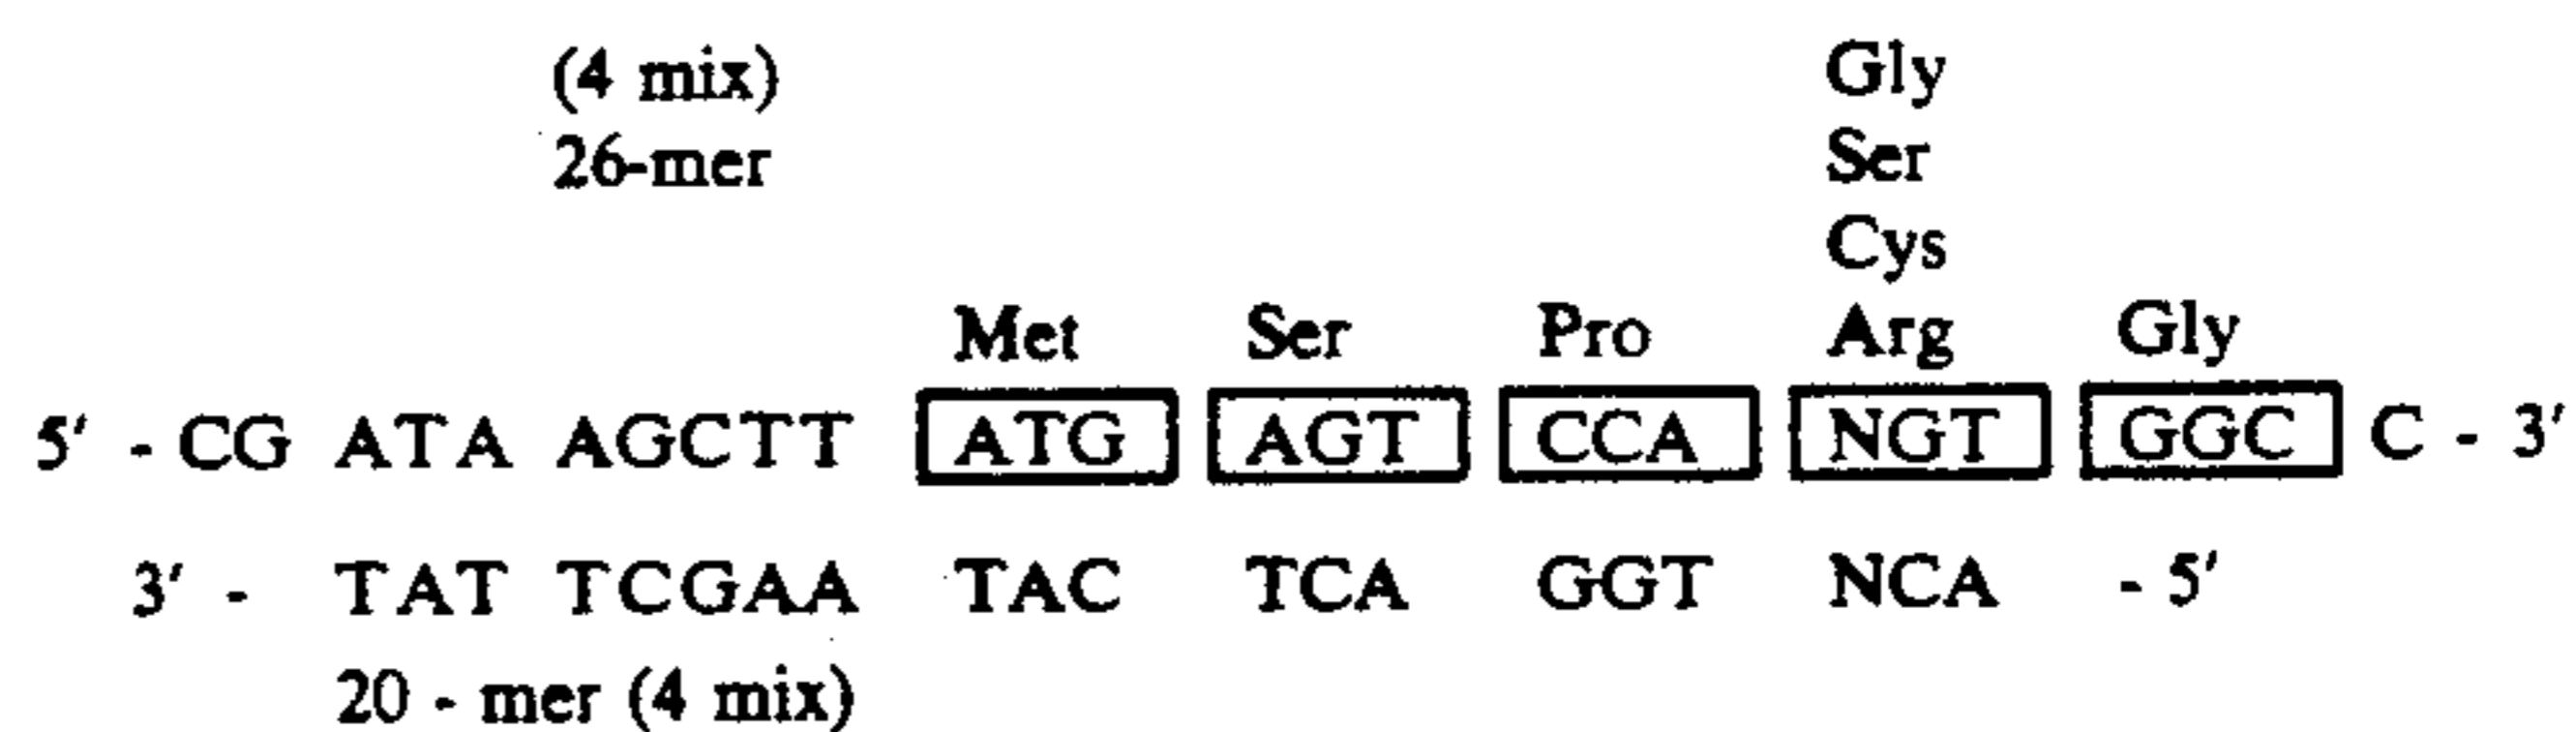 (4 mix)
26-mer
Gly
Ser
Cys
Met Ser Pro Arg Gly
5' - CG ATA AGCTT ATG AGT CCA NGT GGC C - 3'
3' - TAT TCGAA TAC TCA GGT NCA - 5'
20 - mer (4 mix)